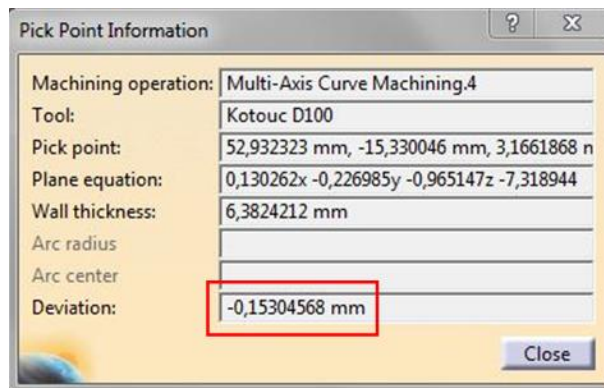 Pick Point Information
Machining operation: Multi-Axis Curve Machining.4
Tool: Kotouc D100
Pick point: 52,932323 mm, -15,330046 mm, 3,1661868 n
Plane equation: 0,130262x -0,226985y -0,965147z -7,318944
Wall thickness: 6,3824212 mm
Arc radius
Arc center
Deviation: -0,15304568 mm
Close